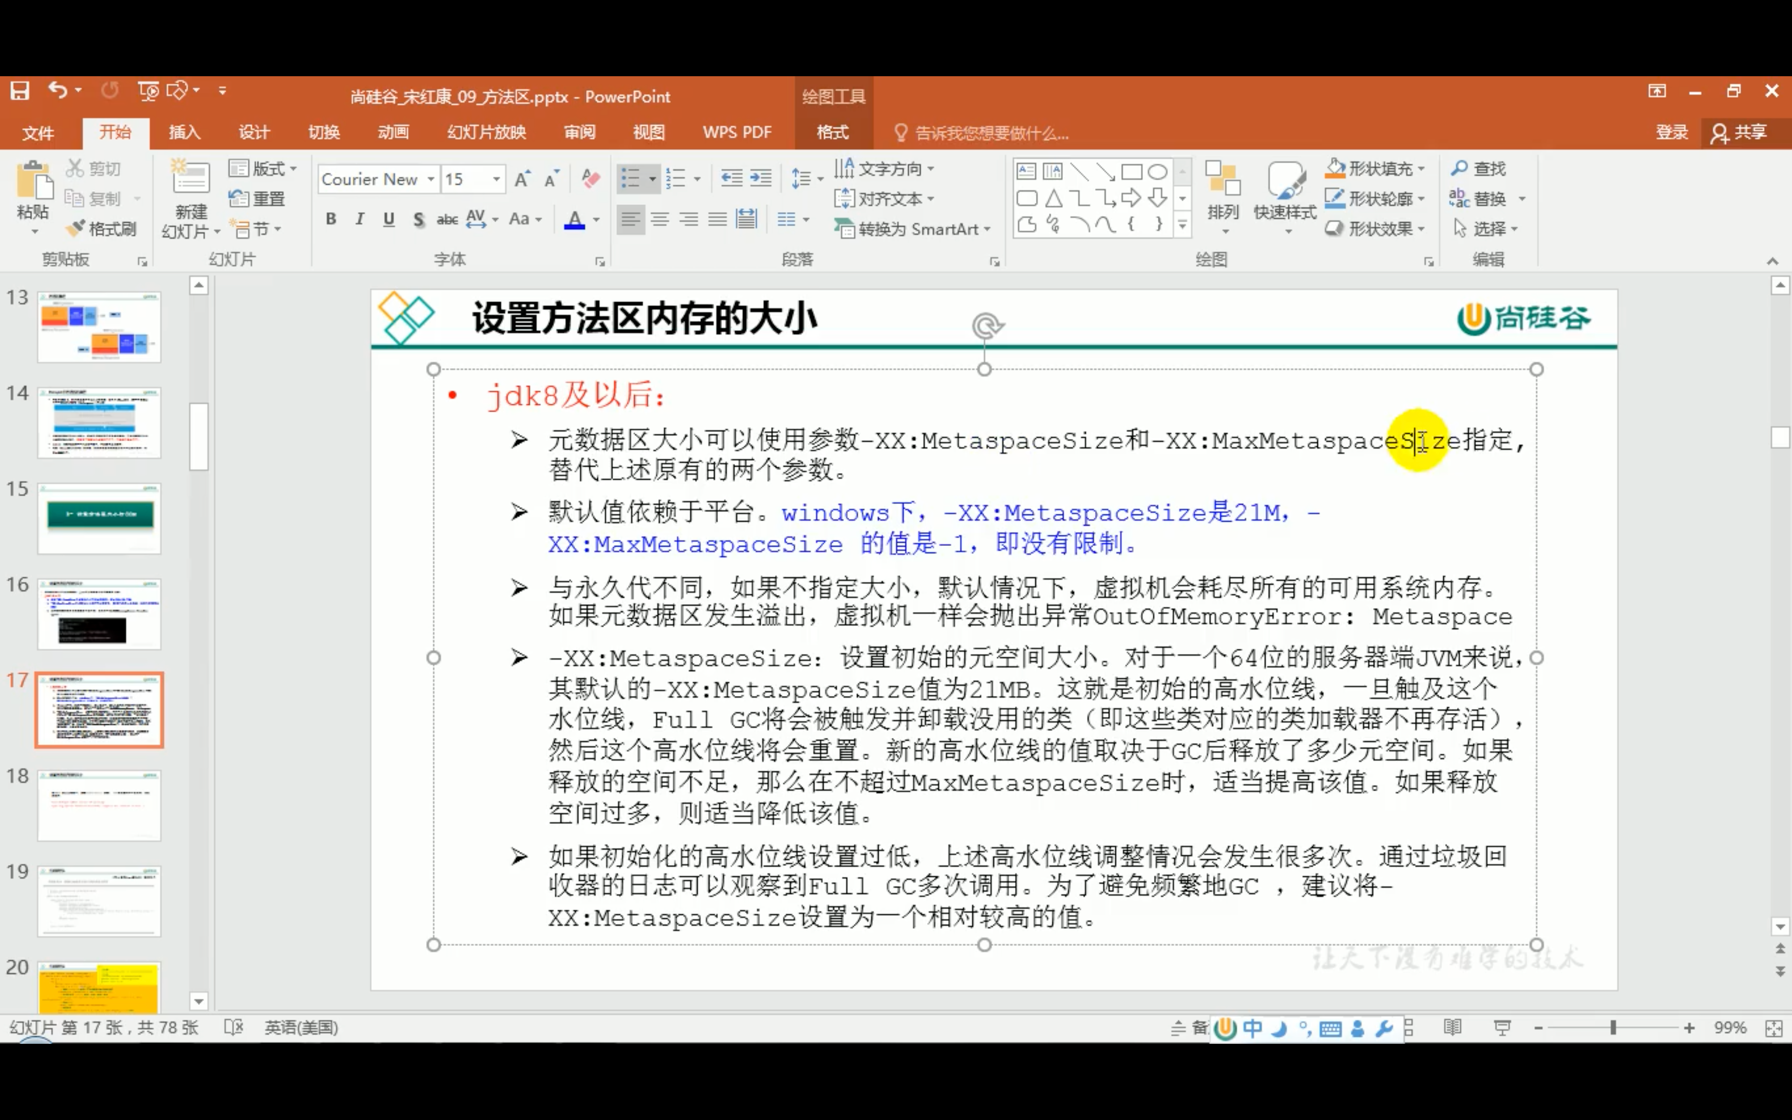 尚硅谷_宋红康_09_方法区.pptx - PowerPoint
绘图工具
文件
开始
插入
设计
切换
动画
幻灯片放映
审阅
视图
WPS PDF
格式
告诉我您想要做什么...
登录
共享
粘贴
剪切
复制
格式刷
剪贴板
新建
幻灯片
版式
重置
节
幻灯片
Courier New
15
B I U S abc AV Aa A
字体
文字方向
对齐文本
转换为 SmartArt
段落
排列
快速样式
形状填充
形状轮廓
形状效果
绘图
查找
替换
选择
编辑
13
14
15
16
17
18
19
20
设置方法区内存的大小
尚硅谷
• jdk8及以后：
➢ 元数据区大小可以使用参数-XX:MetaspaceSize和-XX:MaxMetaspaceSize指定,
替代上述原有的两个参数。
➢ 默认值依赖于平台。windows下，-XX:MetaspaceSize是21M，-
XX:MaxMetaspaceSize 的值是-1，即没有限制。
➢ 与永久代不同，如果不指定大小，默认情况下，虚拟机会耗尽所有的可用系统内存。
如果元数据区发生溢出，虚拟机一样会抛出异常OutOfMemoryError: Metaspace
➢ -XX:MetaspaceSize：设置初始的元空间大小。对于一个64位的服务器端JVM来说，
其默认的-XX:MetaspaceSize值为21MB。这就是初始的高水位线，一旦触及这个
水位线，Full GC将会被触发并卸载没用的类（即这些类对应的类加载器不再存活），
然后这个高水位线将会重置。新的高水位线的值取决于GC后释放了多少元空间。如果
释放的空间不足，那么在不超过MaxMetaspaceSize时，适当提高该值。如果释放
空间过多，则适当降低该值。
➢ 如果初始化的高水位线设置过低，上述高水位线调整情况会发生很多次。通过垃圾回
收器的日志可以观察到Full GC多次调用。为了避免频繁地GC ，建议将-
XX:MetaspaceSize设置为一个相对较高的值。
让天下没有难学的技术
幻灯片 第 17 张，共 78 张
英语(美国)
备
中
99%